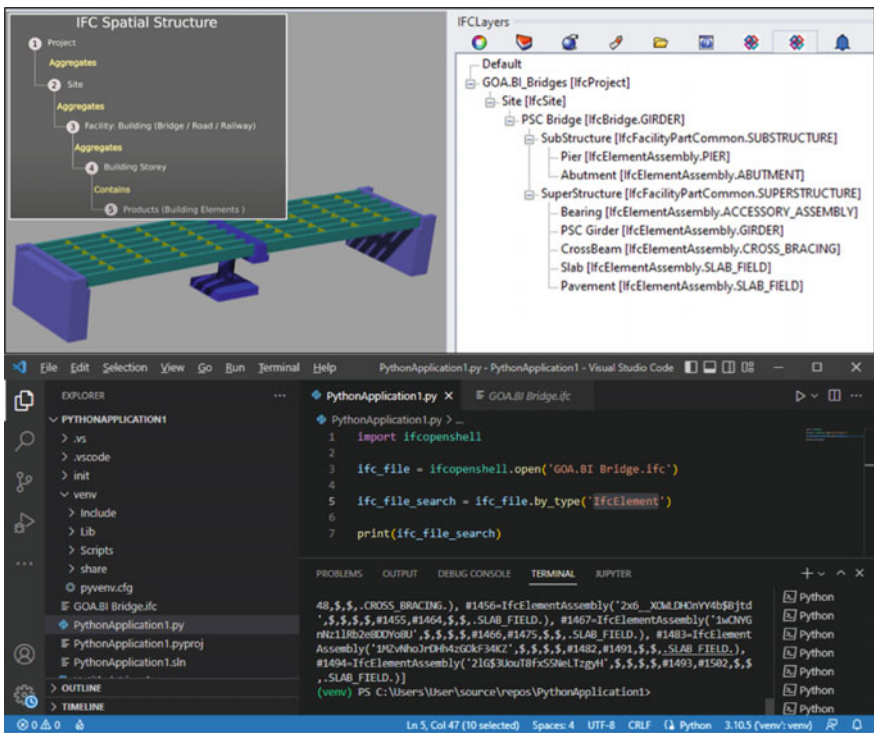 IFC Spatial Structure
1 Project
Aggregates
2 Site
Aggregates
3 Facility: Building (Bridge / Road / Railway)
Aggregates
4 Building Storey
Contains
5 Products (Building Elements )
IFCLayers
Default
GOA.BI_Bridges [IfcProject]
Site [IfcSite]
PSC Bridge [IfcBridge.GIRDER]
SubStructure [IfcFacilityPartCommon.SUBSTRUCTURE]
Pier [IfcElementAssembly.PIER]
Abutment [IfcElementAssembly.ABUTMENT]
SuperStructure [IfcFacilityPartCommon.SUPERSTRUCTURE]
Bearing [IfcElementAssembly.ACCESSORY_ASSEMBLY]
PSC Girder [IfcElementAssembly.GIRDER]
CrossBeam [IfcElementAssembly.CROSS_BRACING]
Slab [IfcElementAssembly.SLAB_FIELD]
Pavement [IfcElementAssembly.SLAB_FIELD]
File Edit Selection View Go Run Terminal Help PythonApplication1.py - PythonApplication1 - Visual Studio Code
EXPLORER
PYTHONAPPLICATION1
.vs
.vscode
init
venv
Include
Lib
Scripts
share
pyvenv.cfg
GOA.BI Bridge.ifc
PythonApplication1.py
PythonApplication1.pyproj
PythonApplication1.sln
OUTLINE
TIMELINE
PythonApplication1.py GOA.BI Bridge.ifc
PythonApplication1.py > ...
1 import ifcopenshell
2
3 ifc_file = ifcopenshell.open('GOA.BI Bridge.ifc')
4
5 ifc_file_search = ifc_file.by_type('IfcElement')
6
7 print(ifc_file_search)
PROBLEMS OUTPUT DEBUG CONSOLE TERMINAL JUPYTER
48,$,$,.CROSS_BRACING.), #1456=IfcElementAssembly(
',$,$,$,$,#1455,#1464,$,$,.SLAB_FIELD.), #1467=IfcElementAssembly(
,$,$,$,$,#1466,#1475,$,$,.SLAB_FIELD.), #1483=IfcElement
Assembly( ,$,$,$,$,#1482,#1491,$,$,.SLAB_FIELD.),
#1494=IfcElementAssembly( ,$,$,$,$,#1493,#1502,$,$
,.SLAB_FIELD.)]
(venv) PS C:\Users\User\source\repos\PythonApplication1>
Python
Python
Python
Python
Python
Python
Python
0 0 Ln 5, Col 47 (10 selected) Spaces: 4 UTF-8 CRLF Python 3.10.5 ('venv': venv)